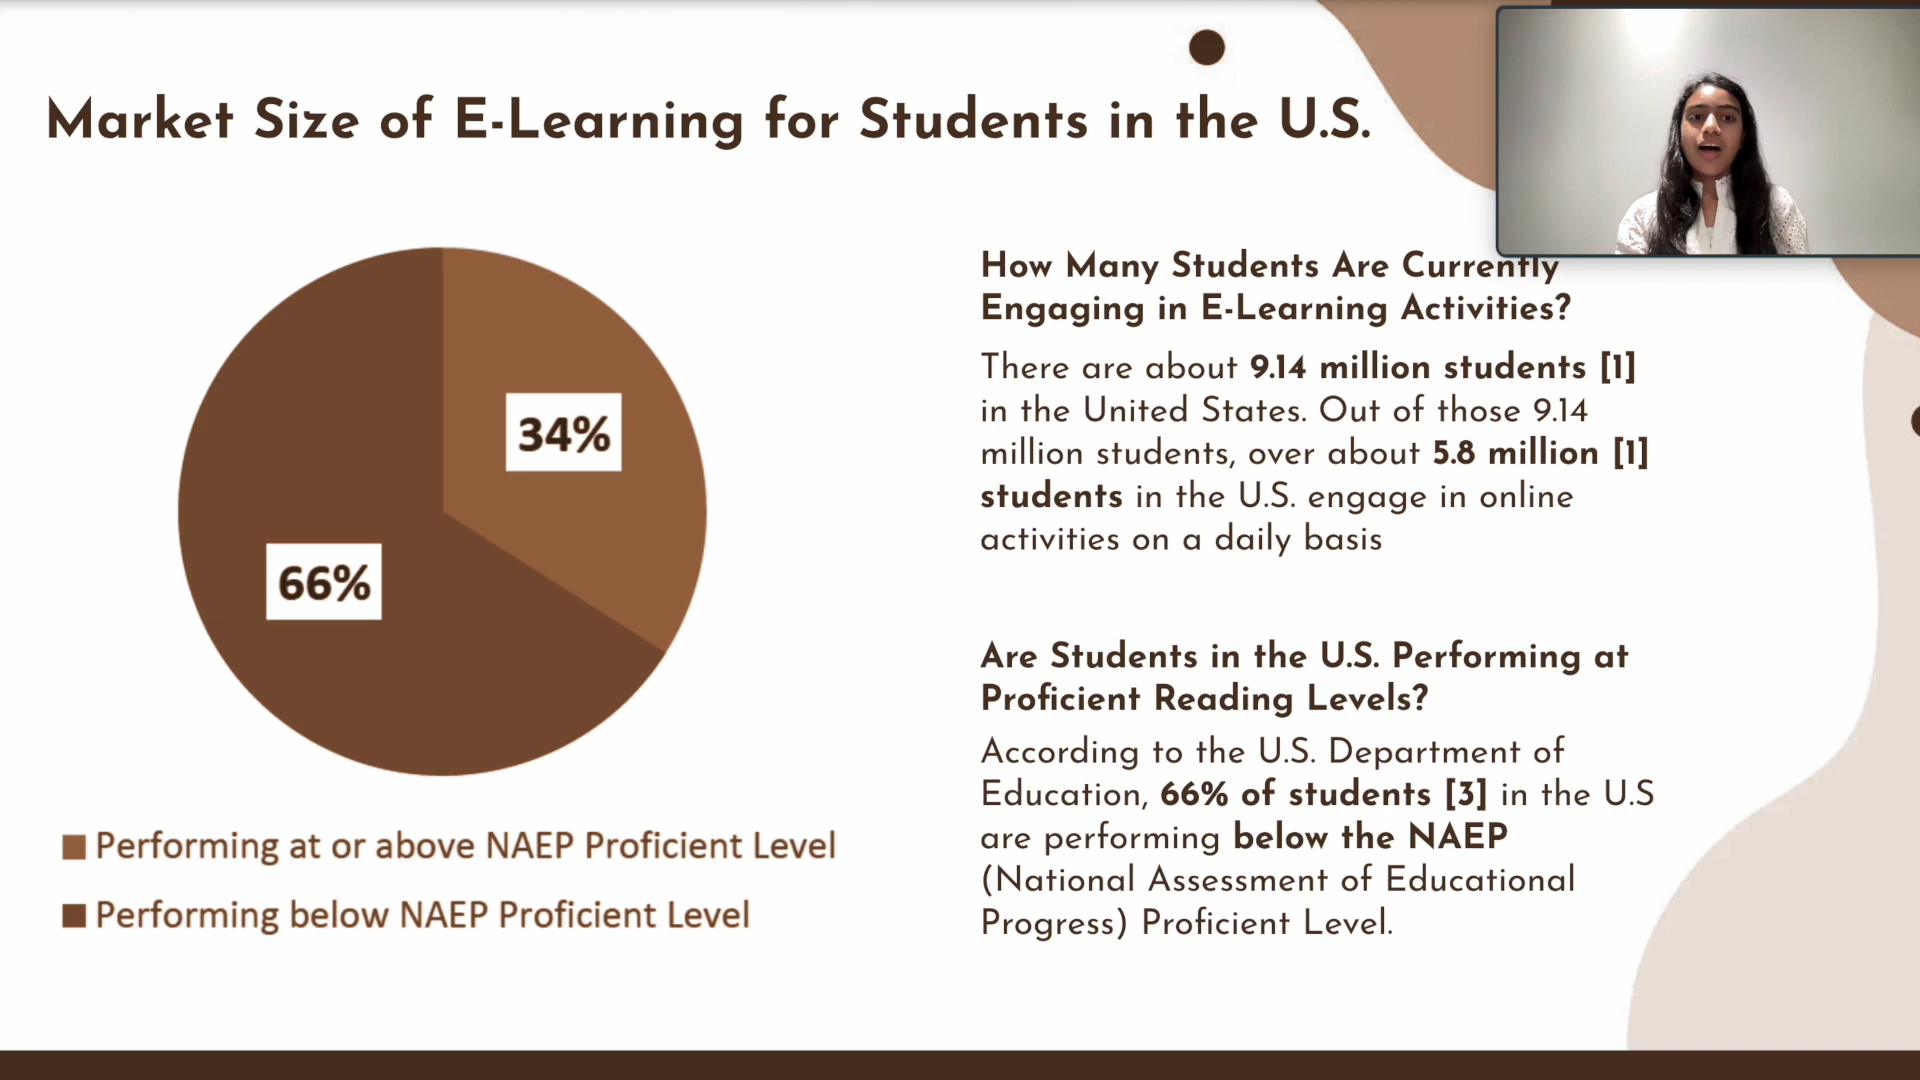 Market Size of E-Learning for Students in the U.S.
34%
66%
Performing at or above NAEP Proficient Level
Performing below NAEP Proficient Level
How Many Students Are Currently
Engaging in E-Learning Activities?
There are about 9.14 million students [1]
in the United States. Out of those 9.14
million students, over about 5.8 million [1]
students in the U.S. engage in online
activities on a daily basis
Are Students in the U.S. Performing at
Proficient Reading Levels?
According to the U.S. Department of
Education, 66% of students [3] in the U.S
are performing below the NAEP
(National Assessment of Educational
Progress) Proficient Level.